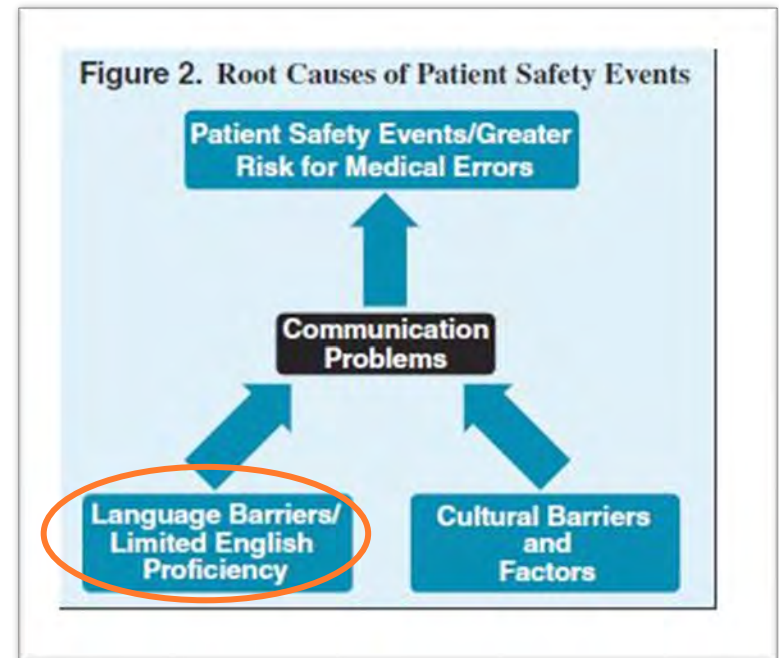 Figure 2. Root Causes of Patient Safety Events
Patient Safety Events/Greater
Risk for Medical Errors
Communication
Problems
Language Barriers/
Limited English
Proficiency
Cultural Barriers
and
Factors